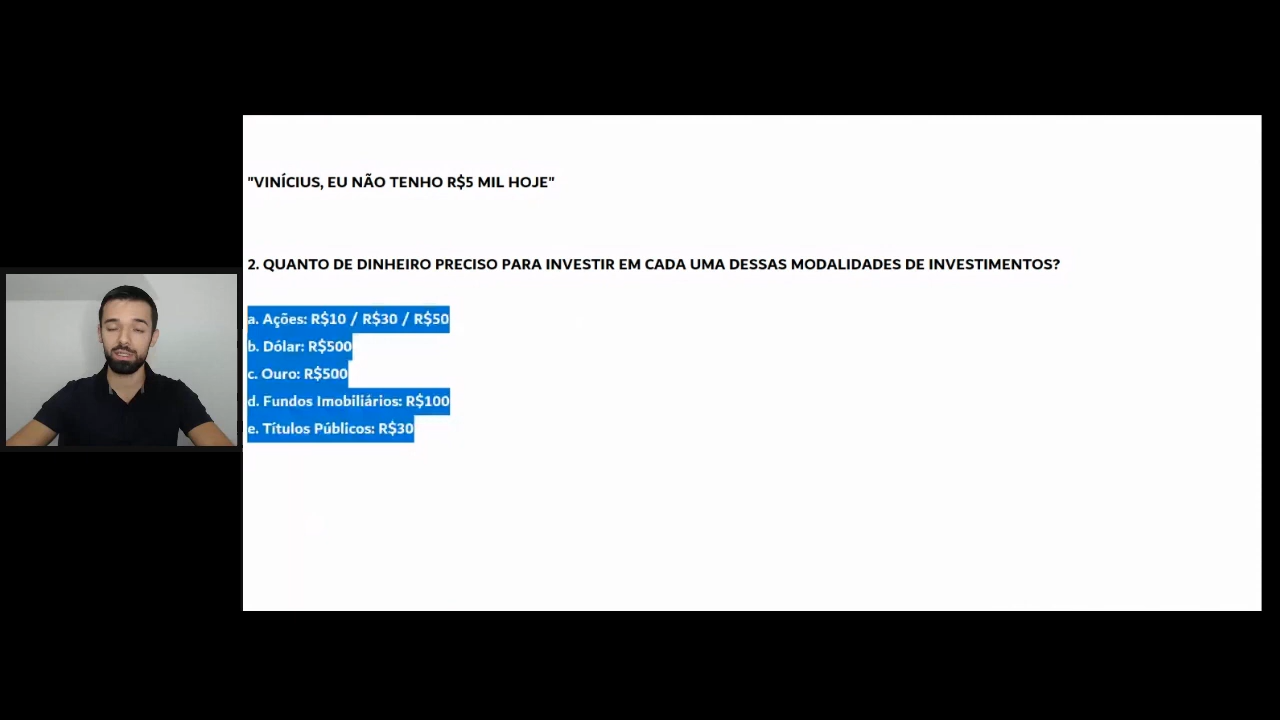 "VINÍCIUS, EU NÃO TENHO R$5 MIL HOJE"
2. QUANTO DE DINHEIRO PRECISO PARA INVESTIR EM CADA UMA DESSAS MODALIDADES DE INVESTIMENTOS?
a. Ações: R$10 / R$30 / R$50
b. Dólar: R$500
c. Ouro: R$500
d. Fundos Imobiliários: R$100
e. Títulos Públicos: R$30